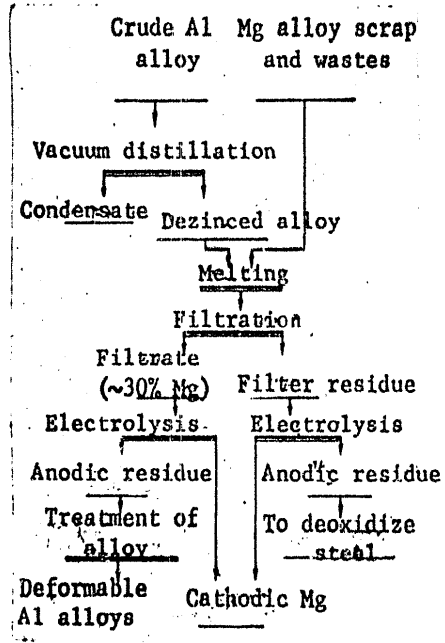 Crude Al alloy
Mg alloy scrap and wastes
Vacuum distillation
Condensate
Dezinced alloy
Melting
Filtration
Filtrate
(~30% Mg)
Filter residue
Electrolysis
Electrolysis
Anodic residue
Anodic residue
Treatment of
alloy
To deoxidize
steal
Deformable
Al alloys
Cathodic Mg